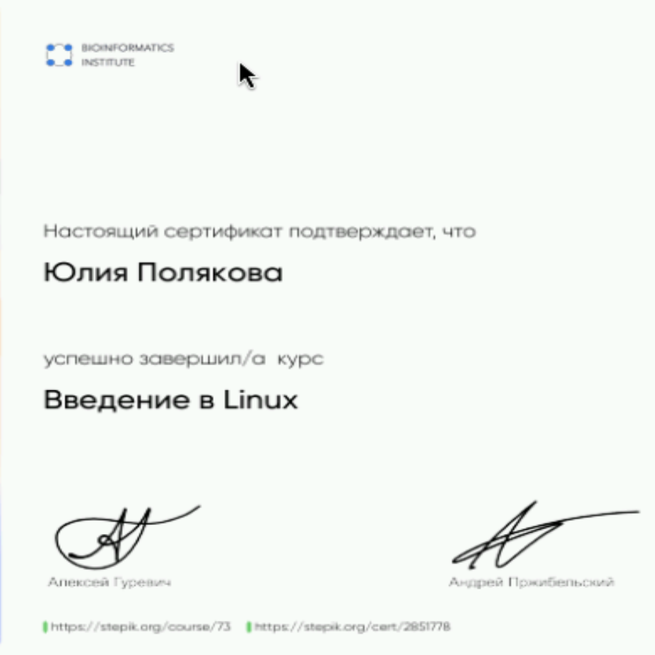 BIOINFORMATICS
INSTITUTE
Настоящий сертификат подтверждает, что
Юлия Полякова
успешно завершил/а курс
Введение в Linux
Алексей Гуревич
Андрей Пржибельский
https://stepik.org/course/73
https://stepik.org/cert/2851778